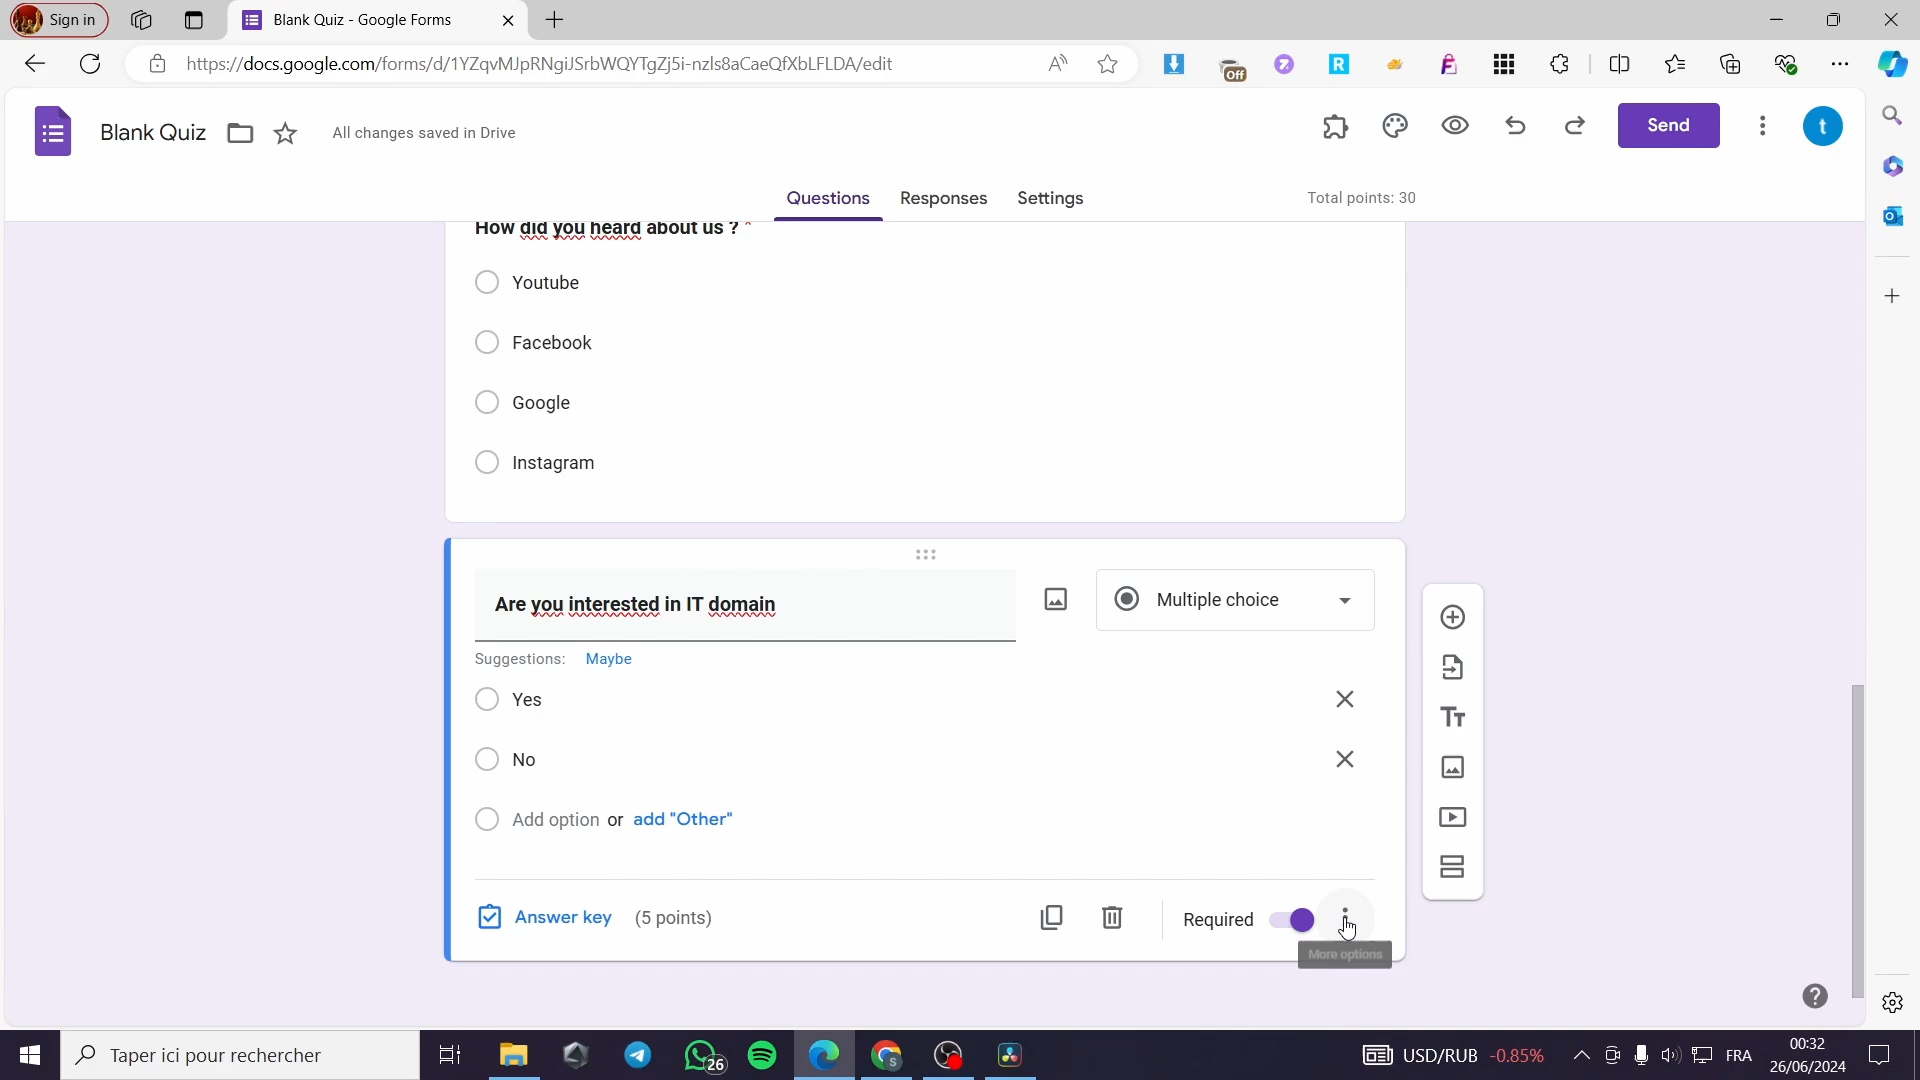 Sign in
Blank Quiz - Google Forms
https://docs.google.com/forms/d/1YZqvMJpRNgiJSrbWQYTgZj5i-nzls8aCaeQfXbLFLDA/edit
Off
Blank Quiz
All changes saved in Drive
Send
t
Questions
Responses
Settings
Total points: 30
How did you heard about us ? *
Youtube
Facebook
Google
Instagram
Are you interested in IT domain
Multiple choice
Suggestions: Maybe
Yes
No
Add option or add "Other"
Answer key (5 points)
Required
More options
Taper ici pour rechercher
26
USD/RUB -0.85%
FRA
00:32
26/06/2024